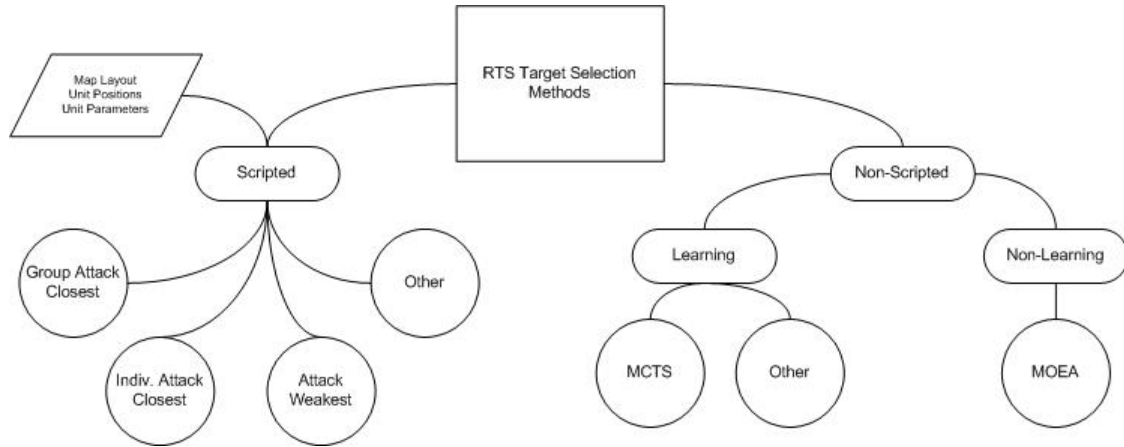 RTS Target Selection
Methods
Map Layout
Unit Positions
Unit Parameters
Scripted
Non-Scripted
Group Attack
Closest
Other
Learning
Non-Learning
Indiv. Attack
Closest
Attack
Weakest
MCTS
Other
MOEA